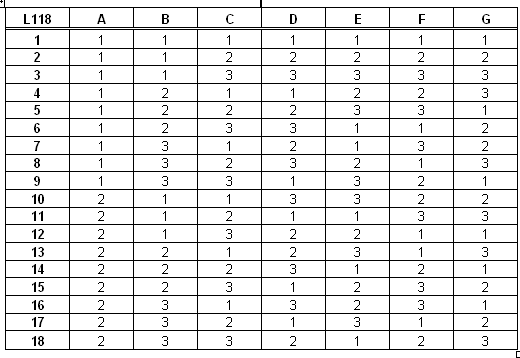 L118 A B C D E F G
1 1 1 1 1 1 1 1
2 1 1 2 2 2 2 2
3 1 1 3 3 3 3 3
4 1 2 1 1 2 2 3
5 1 2 2 2 3 3 1
6 1 2 3 3 1 1 2
7 1 3 1 2 1 3 2
8 1 3 2 3 2 1 3
9 1 3 3 1 3 2 1
10 2 1 1 3 3 2 2
11 2 1 2 1 1 3 3
12 2 1 3 2 2 1 1
13 2 2 1 2 3 1 3
14 2 2 2 3 1 2 1
15 2 2 3 1 2 3 2
16 2 3 1 3 2 3 1
17 2 3 2 1 3 1 2
18 2 3 3 2 1 2 3